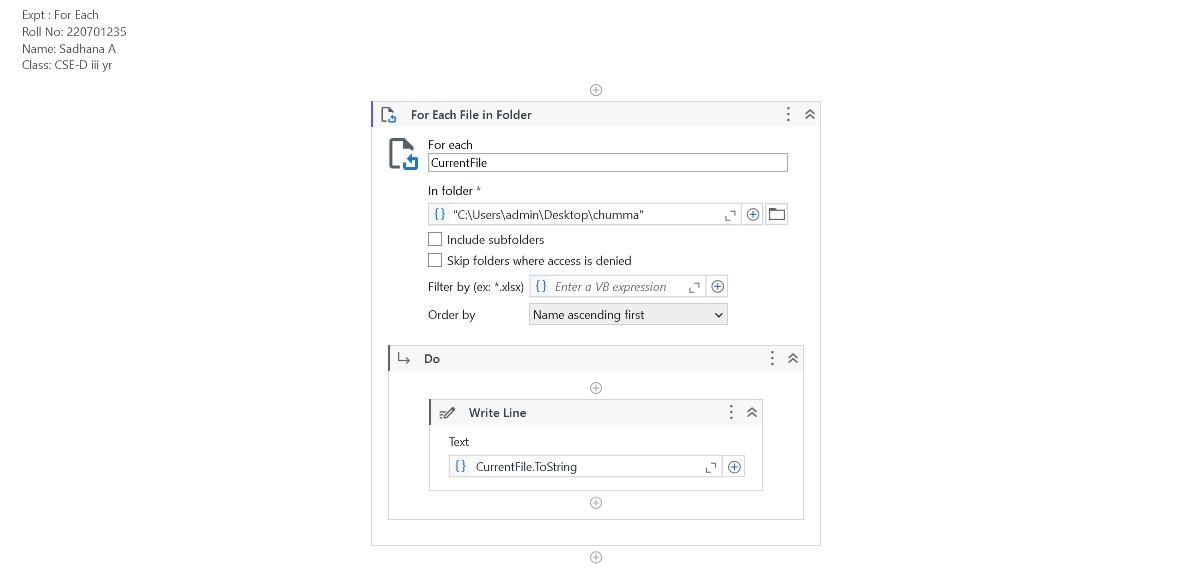 Expt : For Each
Roll No: 220701235
Name: Sadhana A
Class: CSE-D iii yr
For Each File in Folder
For each
CurrentFile
In folder *
{} "C:\Users\admin\Desktop\chumma"
Include subfolders
Skip folders where access is denied
Filter by (ex: *.xlsx) {} Enter a VB expression
Order by Name ascending first
Do
Write Line
Text
{} CurrentFile.ToString